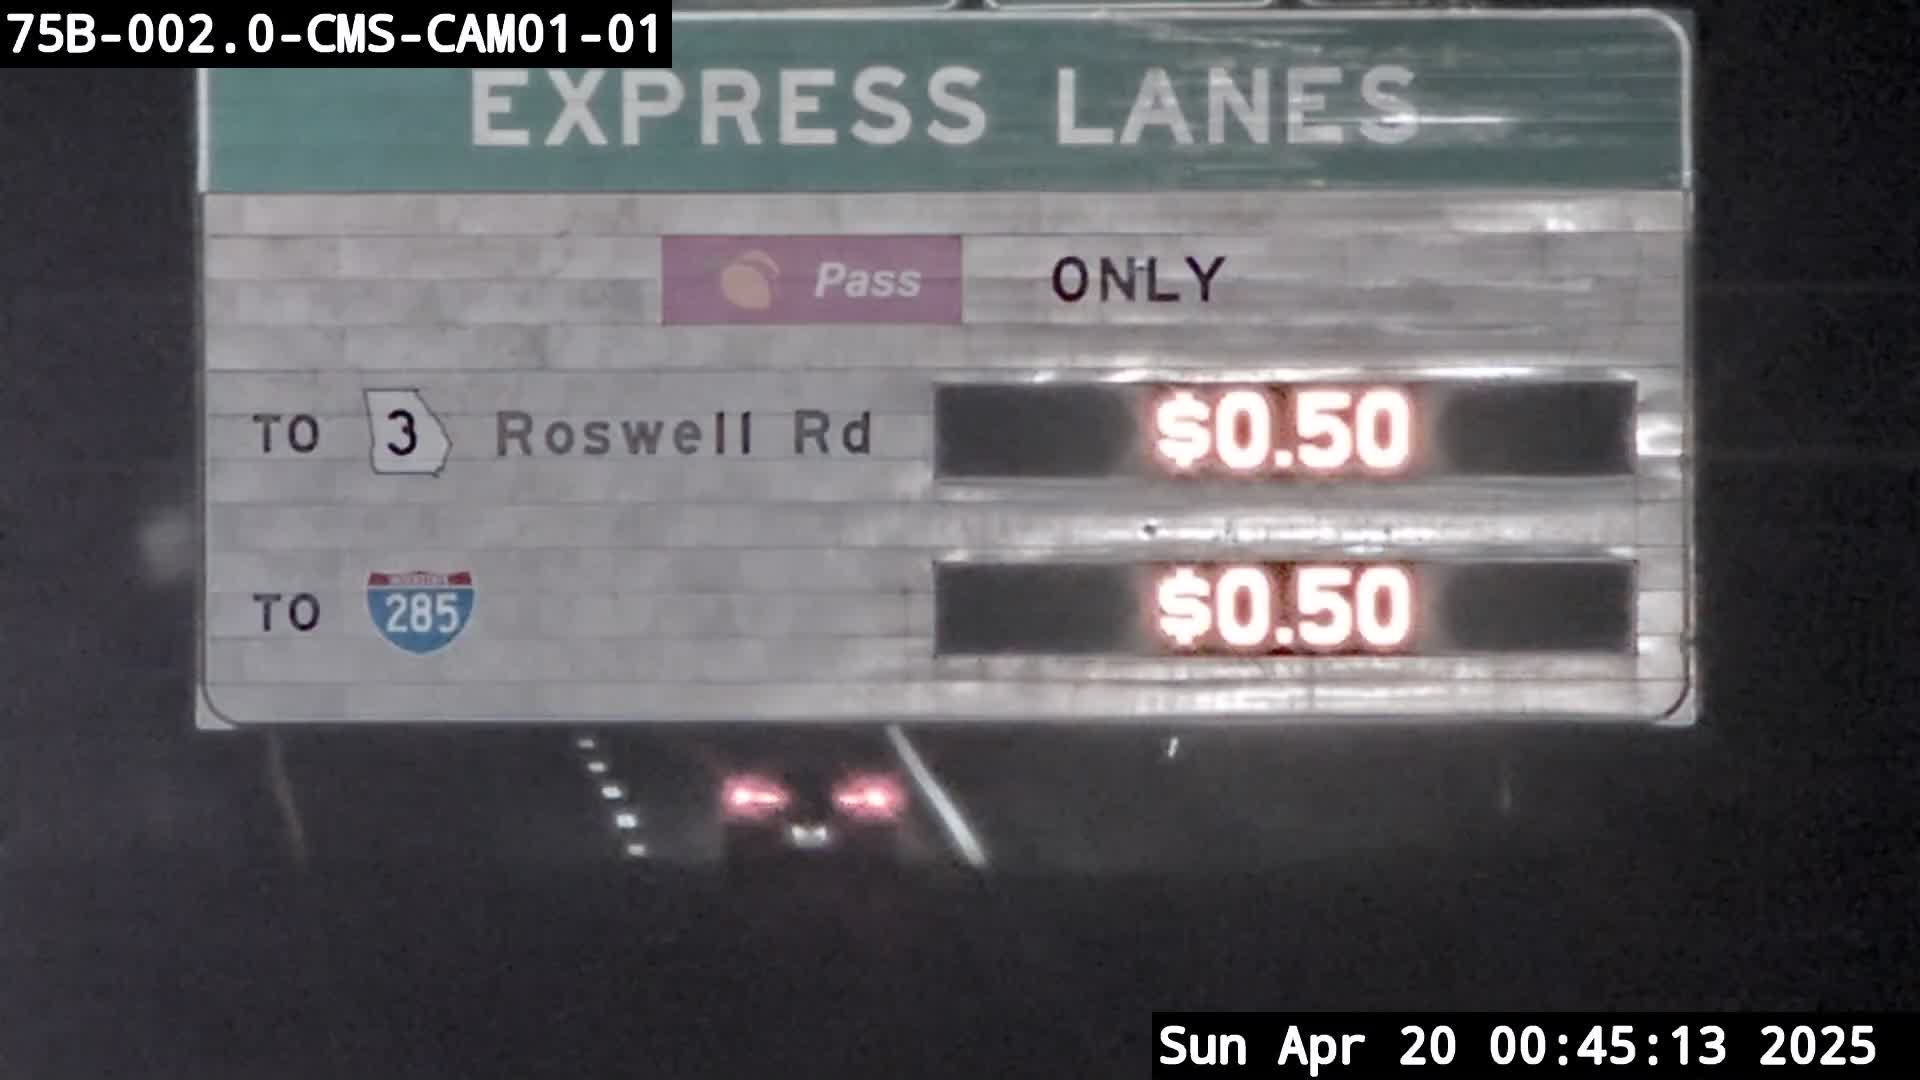 75B-002.0-CMS-CAM01-01
EXPRESS LANES
Pass ONLY
TO 3 Roswell Rd $0.50
TO 285 $0.50
Sun Apr 20 00:45:13 2025